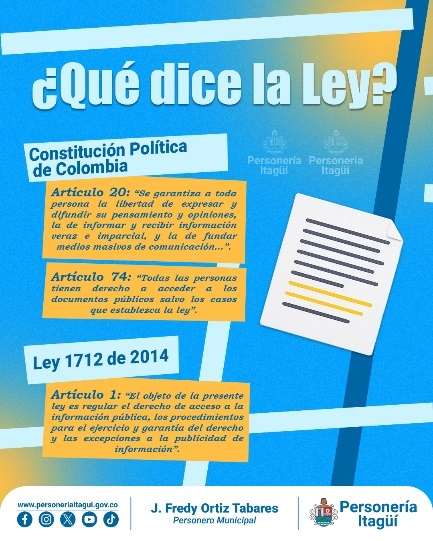 ¿Qué dice la Ley?
Constitución Política
de Colombia
Personería
Itagüí
Personería
Itagüí
Artículo 20: “Se garantiza a toda
persona la libertad de expresar y
difundir su pensamiento y opiniones,
la de informar y recibir información
veraz e imparcial, y la de fundar
medios masivos de comunicación...”.
Artículo 74: “Todas las personas
tienen derecho a acceder a los
documentos públicos salvo los casos
que establezca la ley”.
Ley 1712 de 2014
Artículo 1: “El objeto de la presente
ley es regular el derecho de acceso a la
información pública, los procedimientos
para el ejercicio y garantía del derecho
y las excepciones a la publicidad de
información”.
www.personeriaitagui.gov.co
J. Fredy Ortiz Tabares
Personero Municipal
Personería
Itagüí